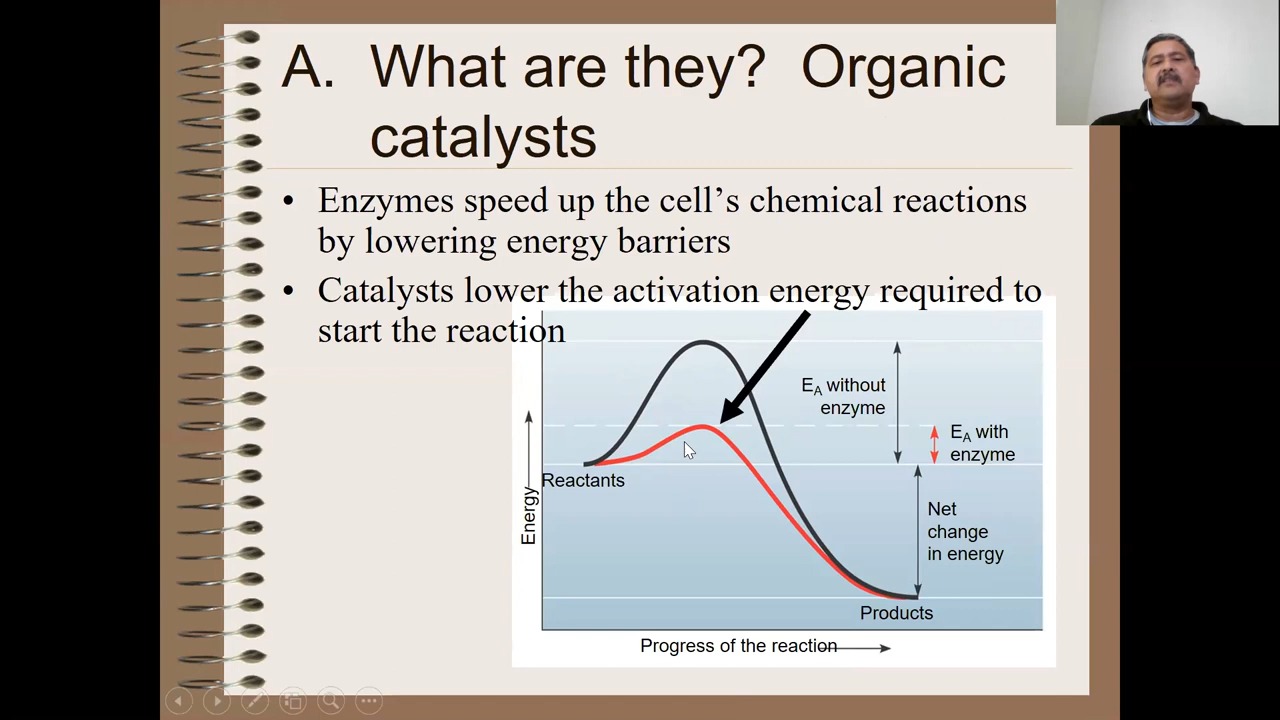 A. What are they? Organic
catalysts
• Enzymes speed up the cell’s chemical reactions
by lowering energy barriers
• Catalysts lower the activation energy required to
start the reaction
EA without
enzyme
EA with
enzyme
Reactants
Energy
Net
change
in energy
Products
Progress of the reaction